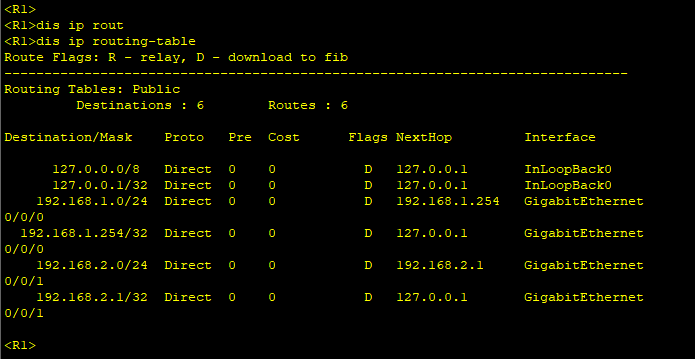 <R1>
<R1>dis ip rout
<R1>dis ip routing-table
Route Flags: R - relay, D - download to fib
------------------------------------------------------------------------------
Routing Tables: Public
         Destinations : 6        Routes : 6

Destination/Mask    Proto   Pre  Cost      Flags NextHop         Interface

      127.0.0.0/8   Direct  0    0           D   127.0.0.1       InLoopBack0
      127.0.0.1/32  Direct  0    0           D   127.0.0.1       InLoopBack0
    192.168.1.0/24  Direct  0    0           D   192.168.1.254   GigabitEthernet
0/0/0
  192.168.1.254/32  Direct  0    0           D   127.0.0.1       GigabitEthernet
0/0/0
    192.168.2.0/24  Direct  0    0           D   192.168.2.1     GigabitEthernet
0/0/1
    192.168.2.1/32  Direct  0    0           D   127.0.0.1       GigabitEthernet
0/0/1

<R1>